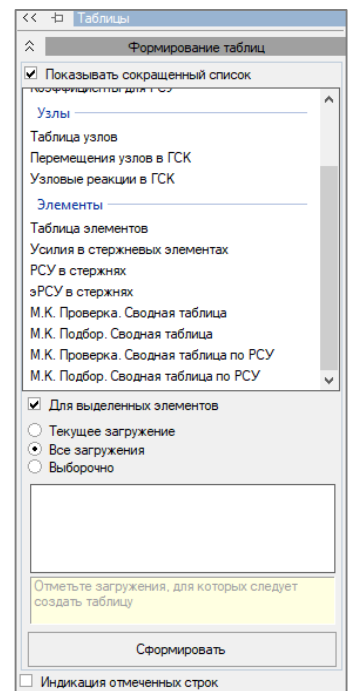 << Таблицы
Формирование таблиц
Показывать сокращенный список
Коэффициенты для РСУ
Узлы
Таблица узлов
Перемещения узлов в ГСК
Узловые реакции в ГСК
Элементы
Таблица элементов
Усилия в стержневых элементах
РСУ в стержнях
эРСУ в стержнях
М.К. Проверка. Сводная таблица
М.К. Подбор. Сводная таблица
М.К. Проверка. Сводная таблица по РСУ
М.К. Подбор. Сводная таблица по РСУ
Для выделенных элементов
Текущее загружение
Все загружения
Выборочно
Отметьте загружения, для которых следует
создать таблицу
Сформировать
Индикация отмеченных строк